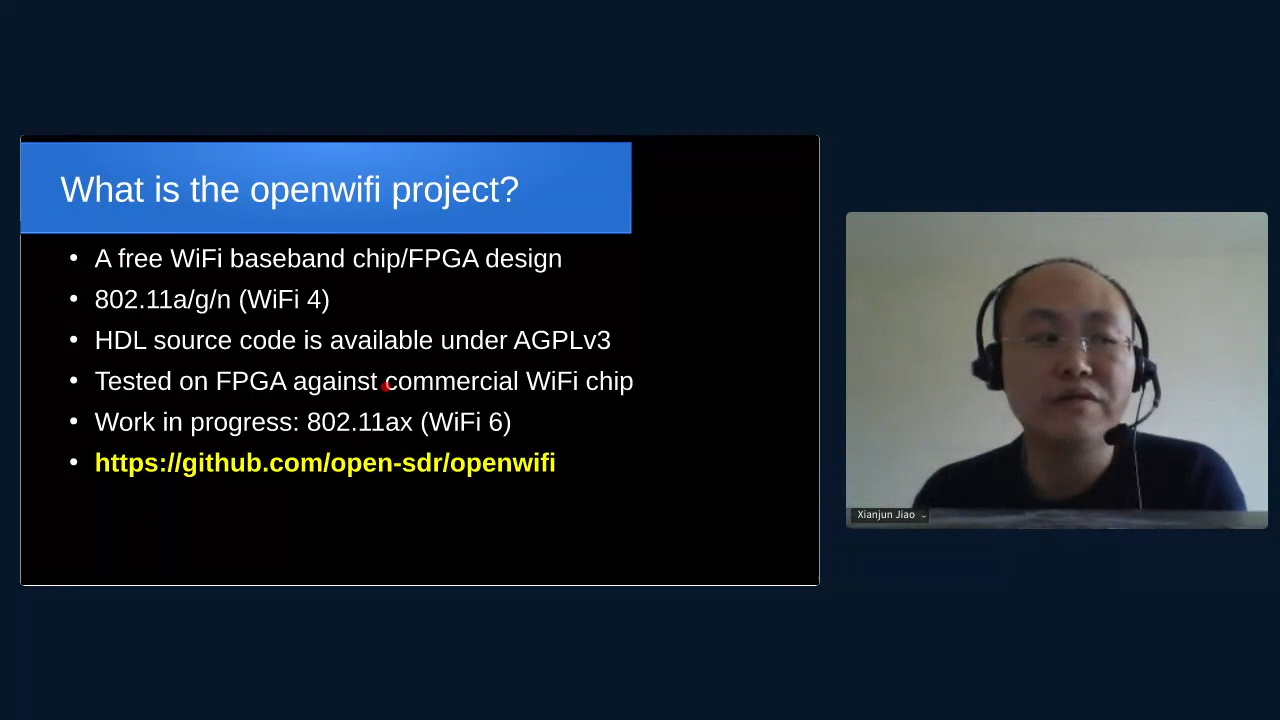 What is the openwifi project?
• A free WiFi baseband chip/FPGA design
• 802.11a/g/n (WiFi 4)
• HDL source code is available under AGPLv3
• Tested on FPGA against commercial WiFi chip
• Work in progress: 802.11ax (WiFi 6)
• https://github.com/open-sdr/openwifi
Xianjun Jiao